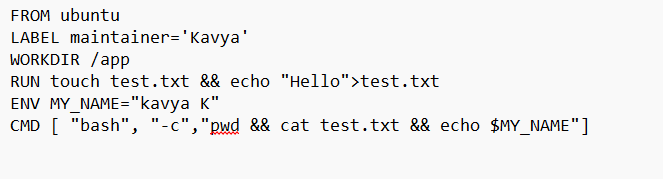 FROM ubuntu
LABEL maintainer='Kavya'
WORKDIR /app
RUN touch test.txt && echo "Hello">test.txt
ENV MY_NAME="kavya K"
CMD [ "bash", "-c","pwd && cat test.txt && echo $MY_NAME"]